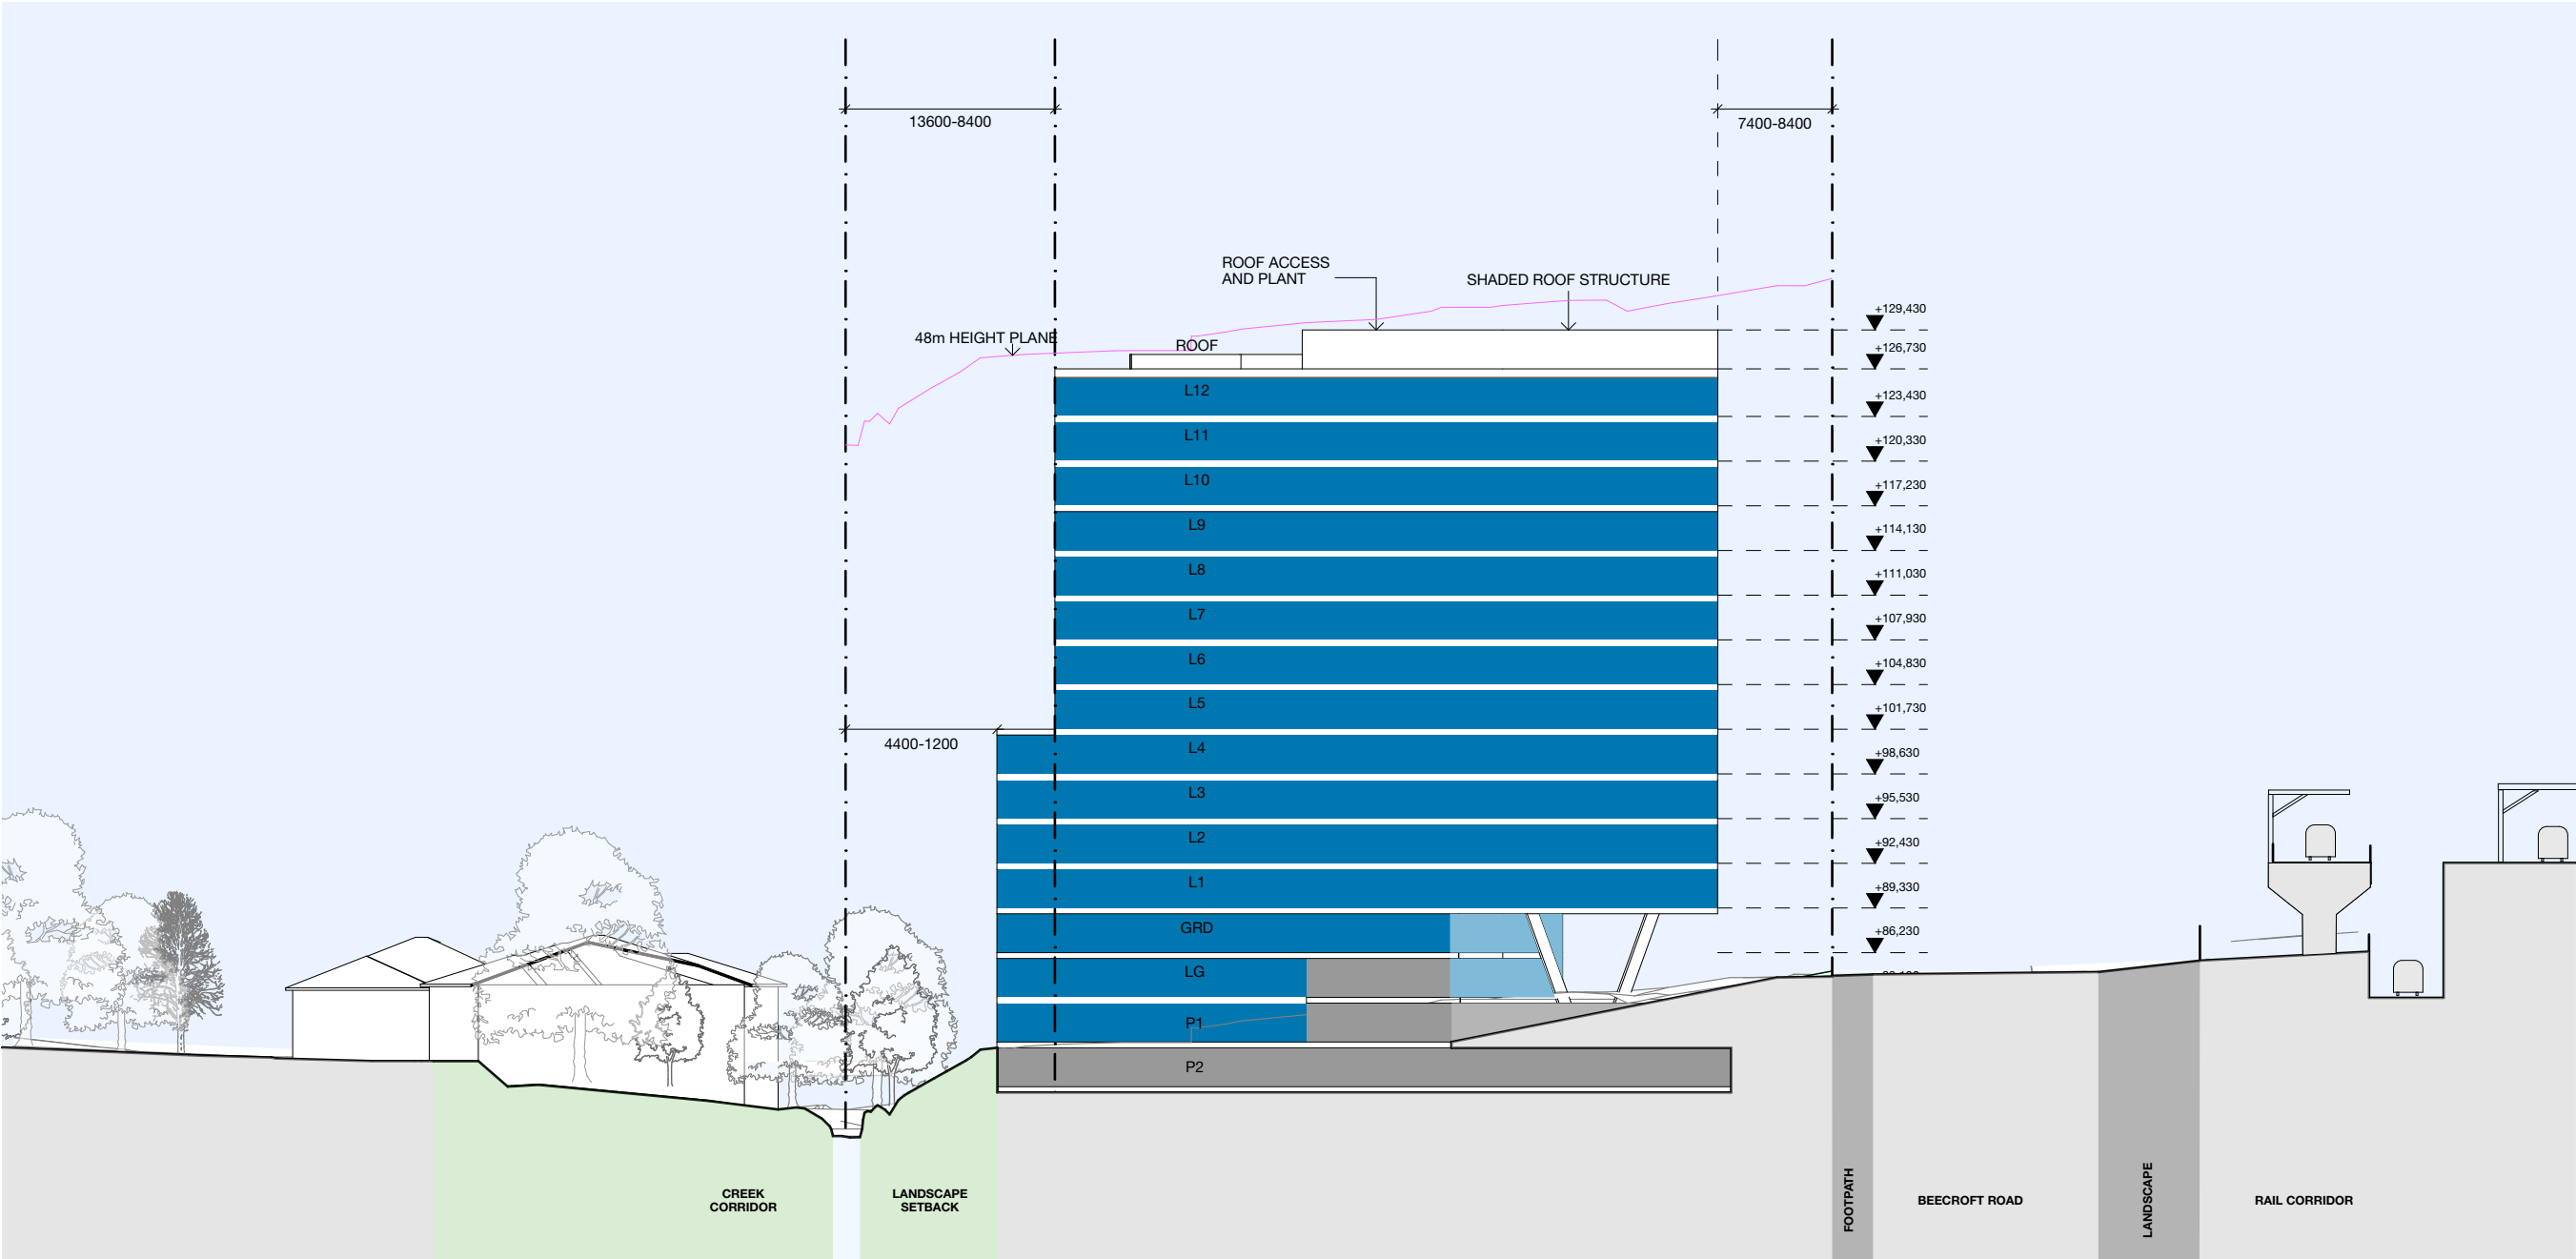 13600-8400
7400-8400
ROOF ACCESS
AND PLANT
SHADED ROOF STRUCTURE
48m HEIGHT PLANE
ROOF
+129,430
+126,730
L12
+123,430
L11
+120,330
L10
+117,230
L9
+114,130
L8
+111,030
L7
+107,930
L6
+104,830
L5
+101,730
4400-1200
L4
+98,630
L3
+95,530
L2
+92,430
L1
+89,330
GRD
+86,230
LG
P1
P2
CREEK
CORRIDOR
LANDSCAPE
SETBACK
FOOTPATH
BEECROFT ROAD
LANDSCAPE
RAIL CORRIDOR